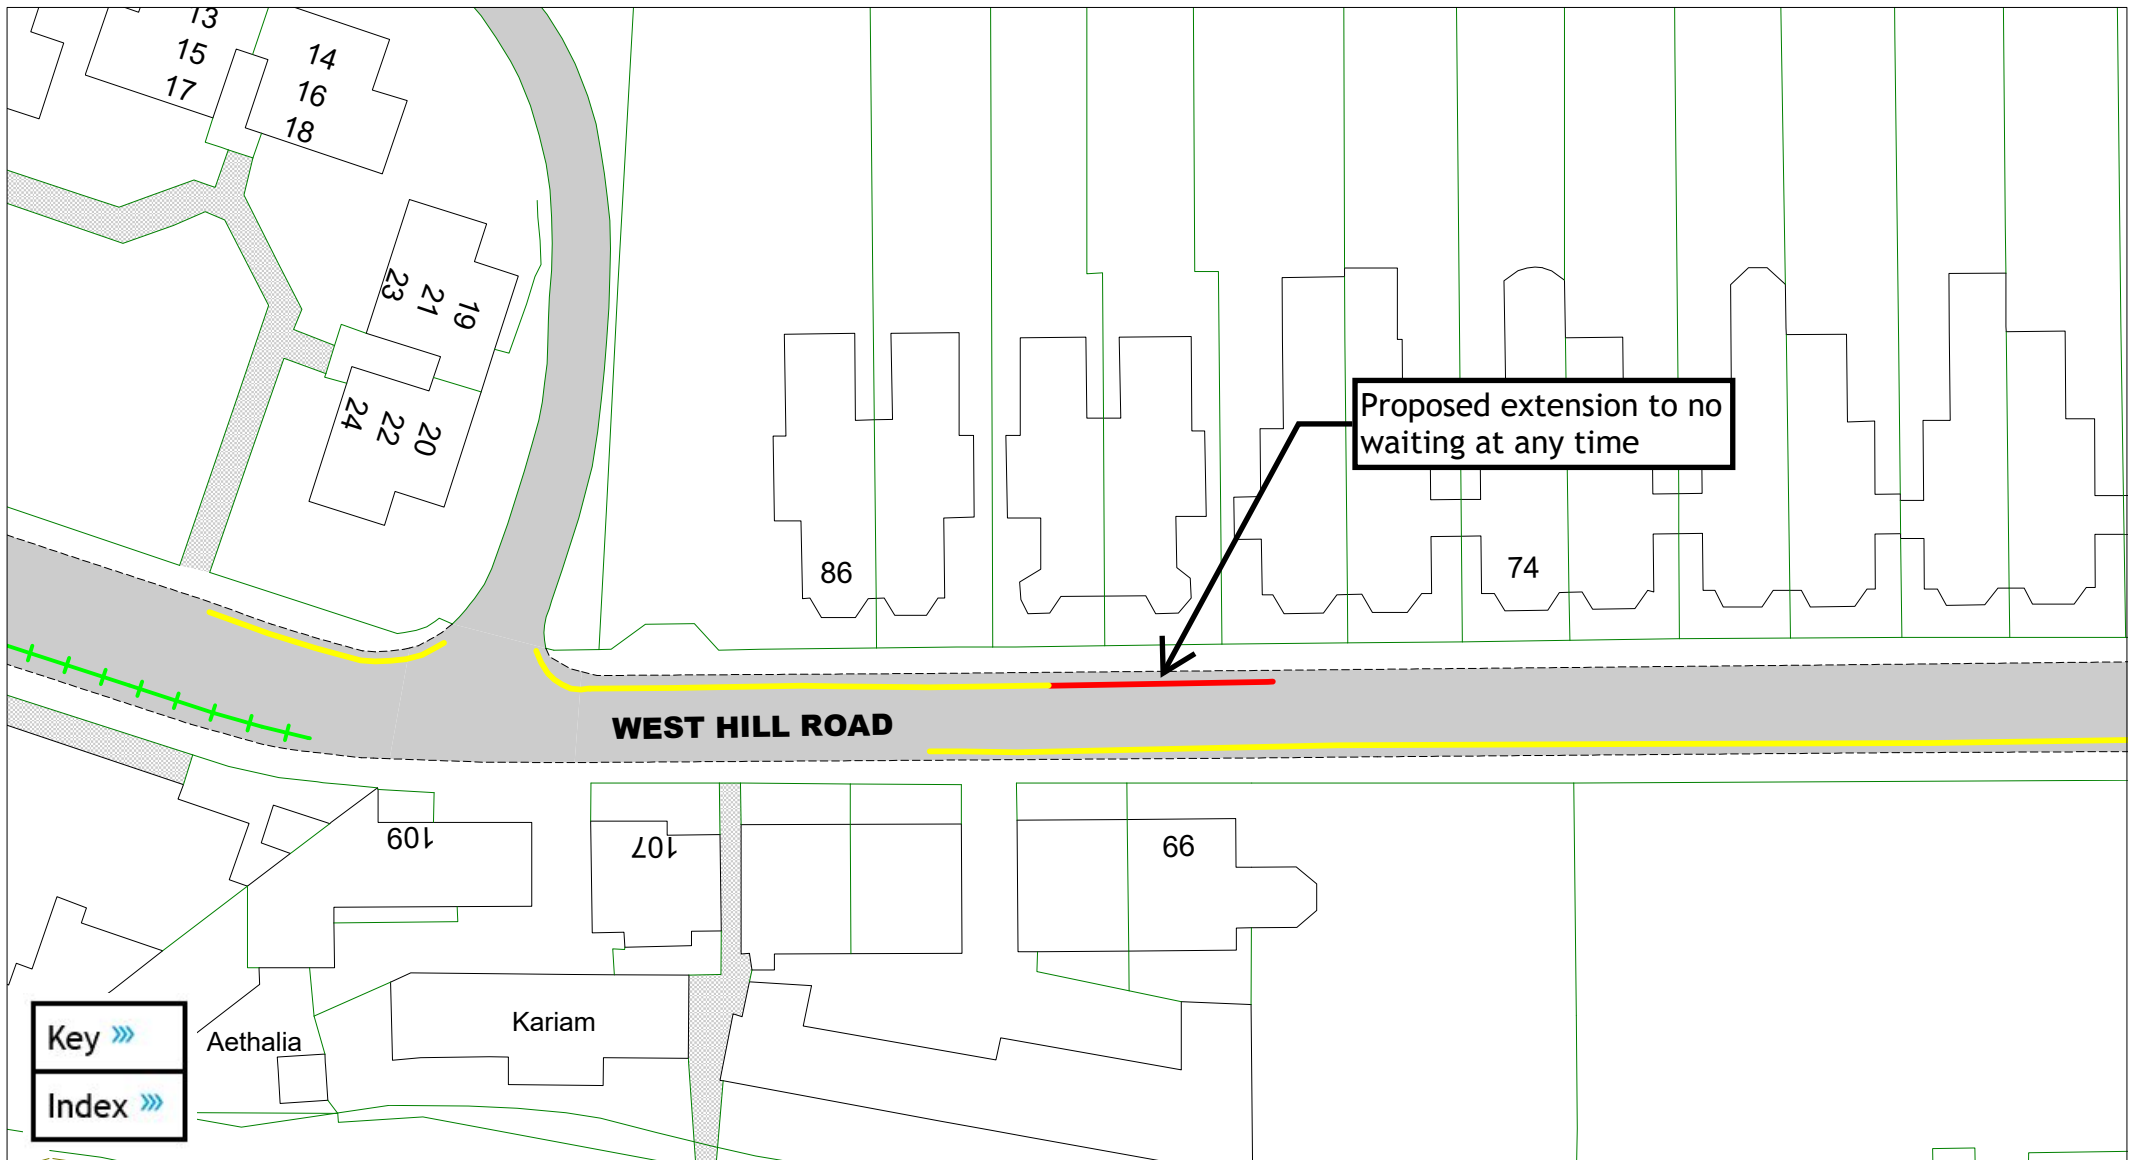 13
15
17
14
16
18
23
21
19
24
22
20
Proposed extension to no
waiting at any time
86
74
WEST HILL ROAD
109
107
99
Kariam
Aethalia
Key »»
Index »»